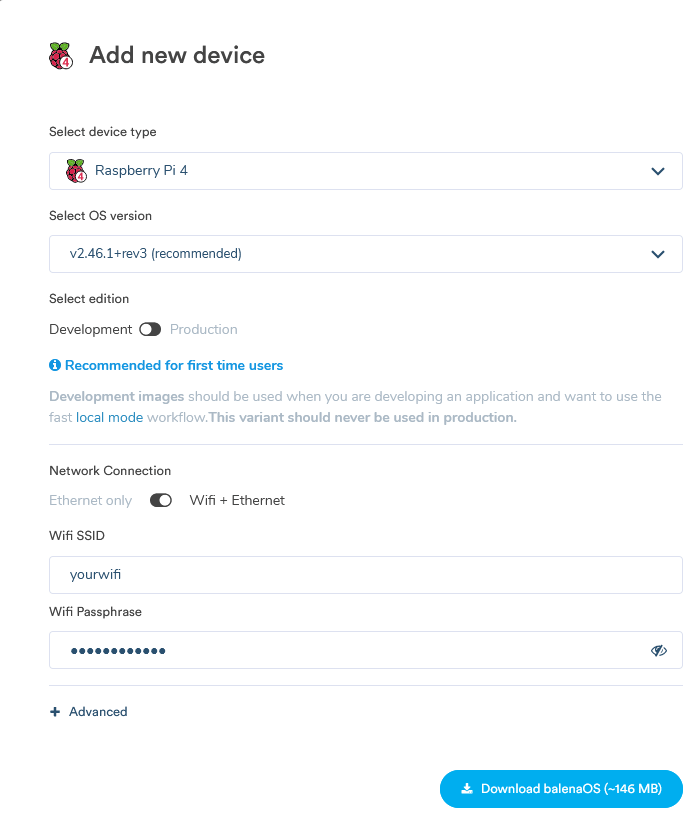 4 Add new device
Select device type
4 Raspberry Pi 4
Select OS version
v2.46.1+rev3 (recommended)
Select edition
Development Production
Recommended for first time users
Development images should be used when you are developing an application and want to use the
fast local mode workflow.This variant should never be used in production.
Network Connection
Ethernet only Wifi + Ethernet
Wifi SSID
yourwifi
Wifi Passphrase
••••••••••••
+ Advanced
Download balenaOS (~146 MB)